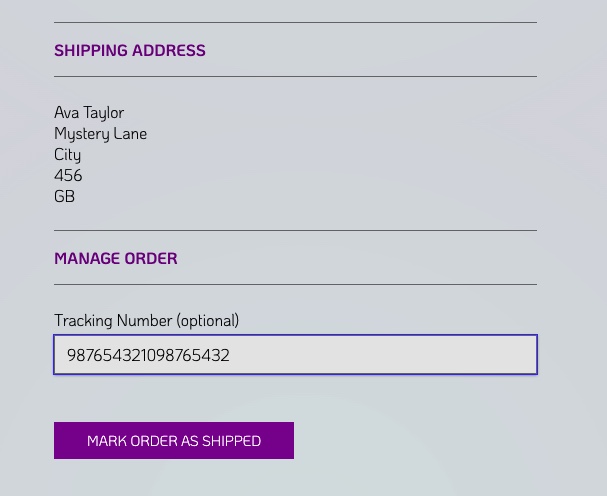 SHIPPING ADDRESS
Ava Taylor
Mystery Lane
City
456
GB
MANAGE ORDER
Tracking Number (optional)
987654321098765432
MARK ORDER AS SHIPPED